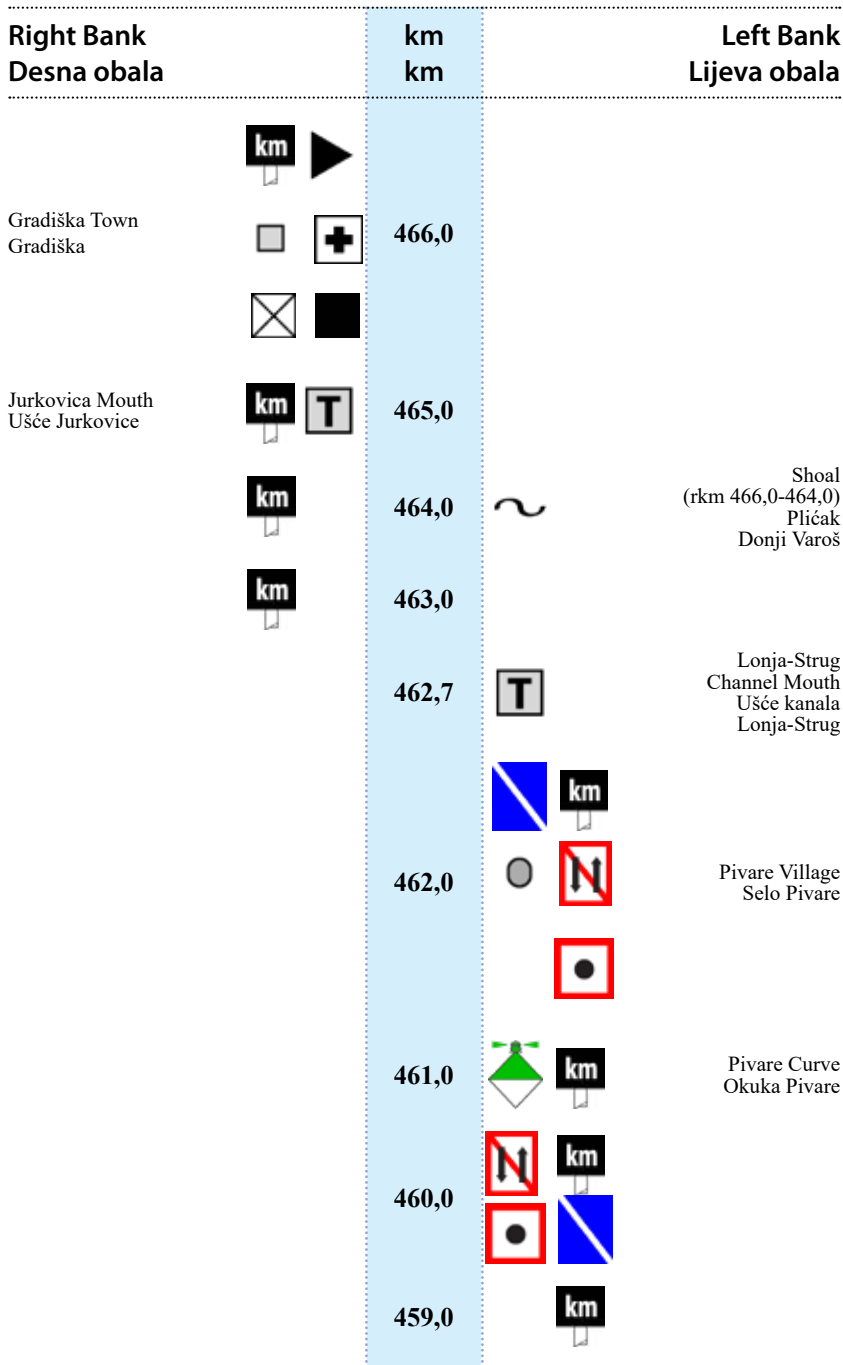 Right Bank
Desna obala
km
km
Left Bank
Lijeva obala
km
Gradiška Town
Gradiška
466,0
Jurkovica Mouth
Ušće Jurkovice
km
T
465,0
km
464,0
Shoal
(rkm 466,0-464,0)
Plićak
Donji Varoš
km
463,0
462,7
T
Lonja-Strug
Channel Mouth
Ušće kanala
Lonja-Strug
km
462,0
Pivare Village
Selo Pivare
461,0
km
Pivare Curve
Okuka Pivare
km
460,0
459,0
km